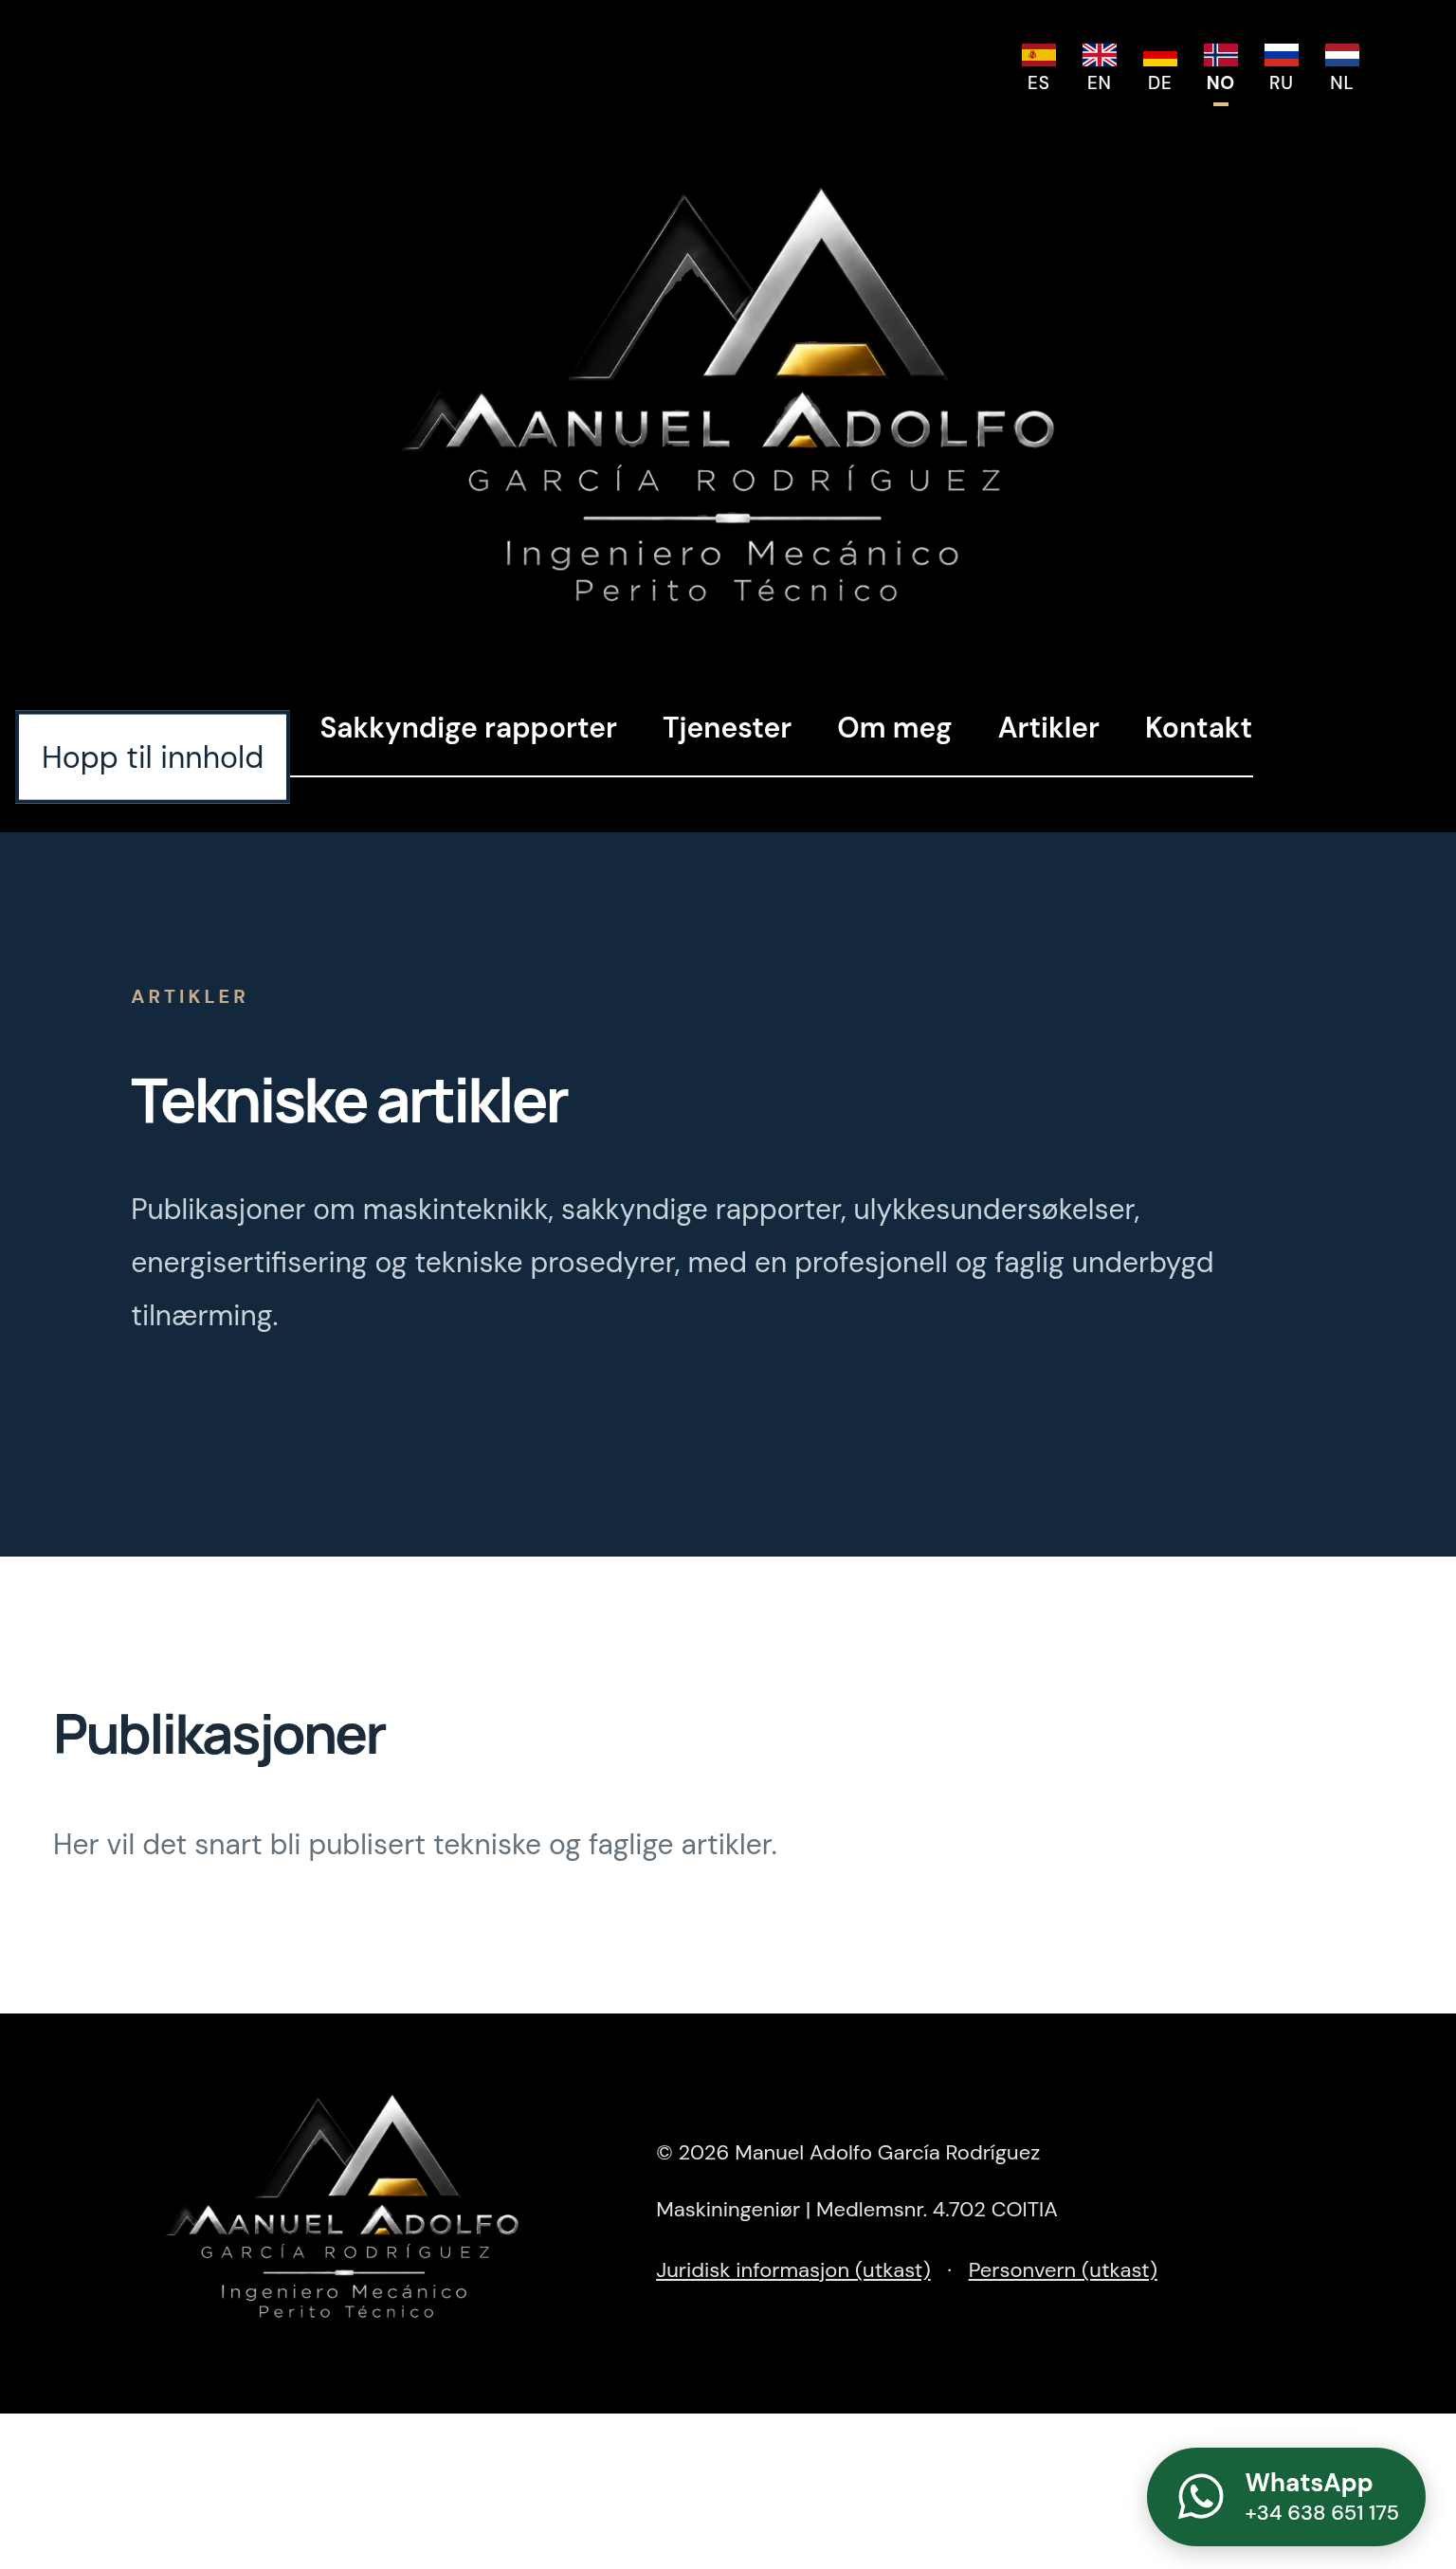 ES EN DE NO RU NL
MANUEL ADOLFO
GARCÍA RODRÍGUEZ
Ingeniero Mecánico
Perito Técnico
Hopp til innhold
Sakkyndige rapporter Tjenester Om meg Artikler Kontakt
ARTIKLER
Tekniske artikler
Publikasjoner om maskinteknikk, sakkyndige rapporter, ulykkesundersøkelser,
energisertifisering og tekniske prosedyrer, med en profesjonell og faglig underbygd
tilnærming.
Publikasjoner
Her vil det snart bli publisert tekniske og faglige artikler.
MANUEL ADOLFO
GARCÍA RODRÍGUEZ
Ingeniero Mecánico
Perito Técnico
© 2026 Manuel Adolfo García Rodríguez
Maskiningeniør | Medlemsnr. 4.702 COITIA
Juridisk informasjon (utkast) · Personvern (utkast)
WhatsApp
+34 638 651 175